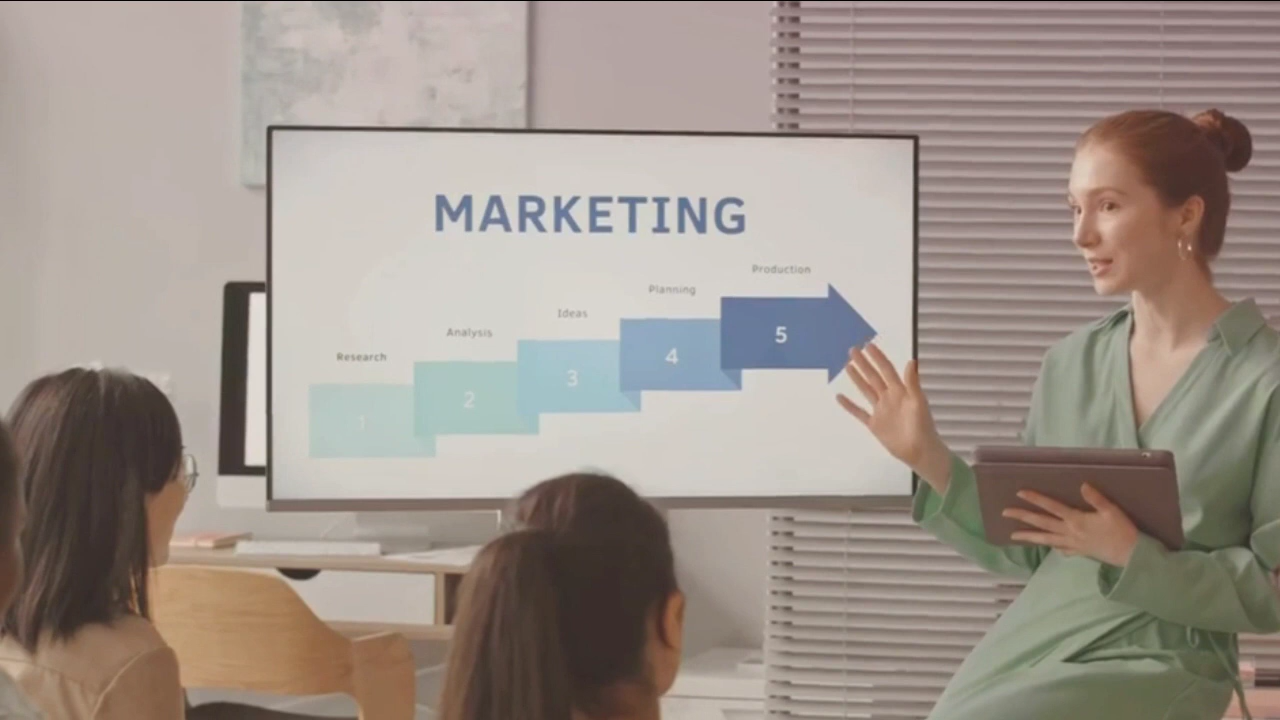 MARKETING
Production
Planning
Ideas
Analysis
Research
5
4
3
2
1